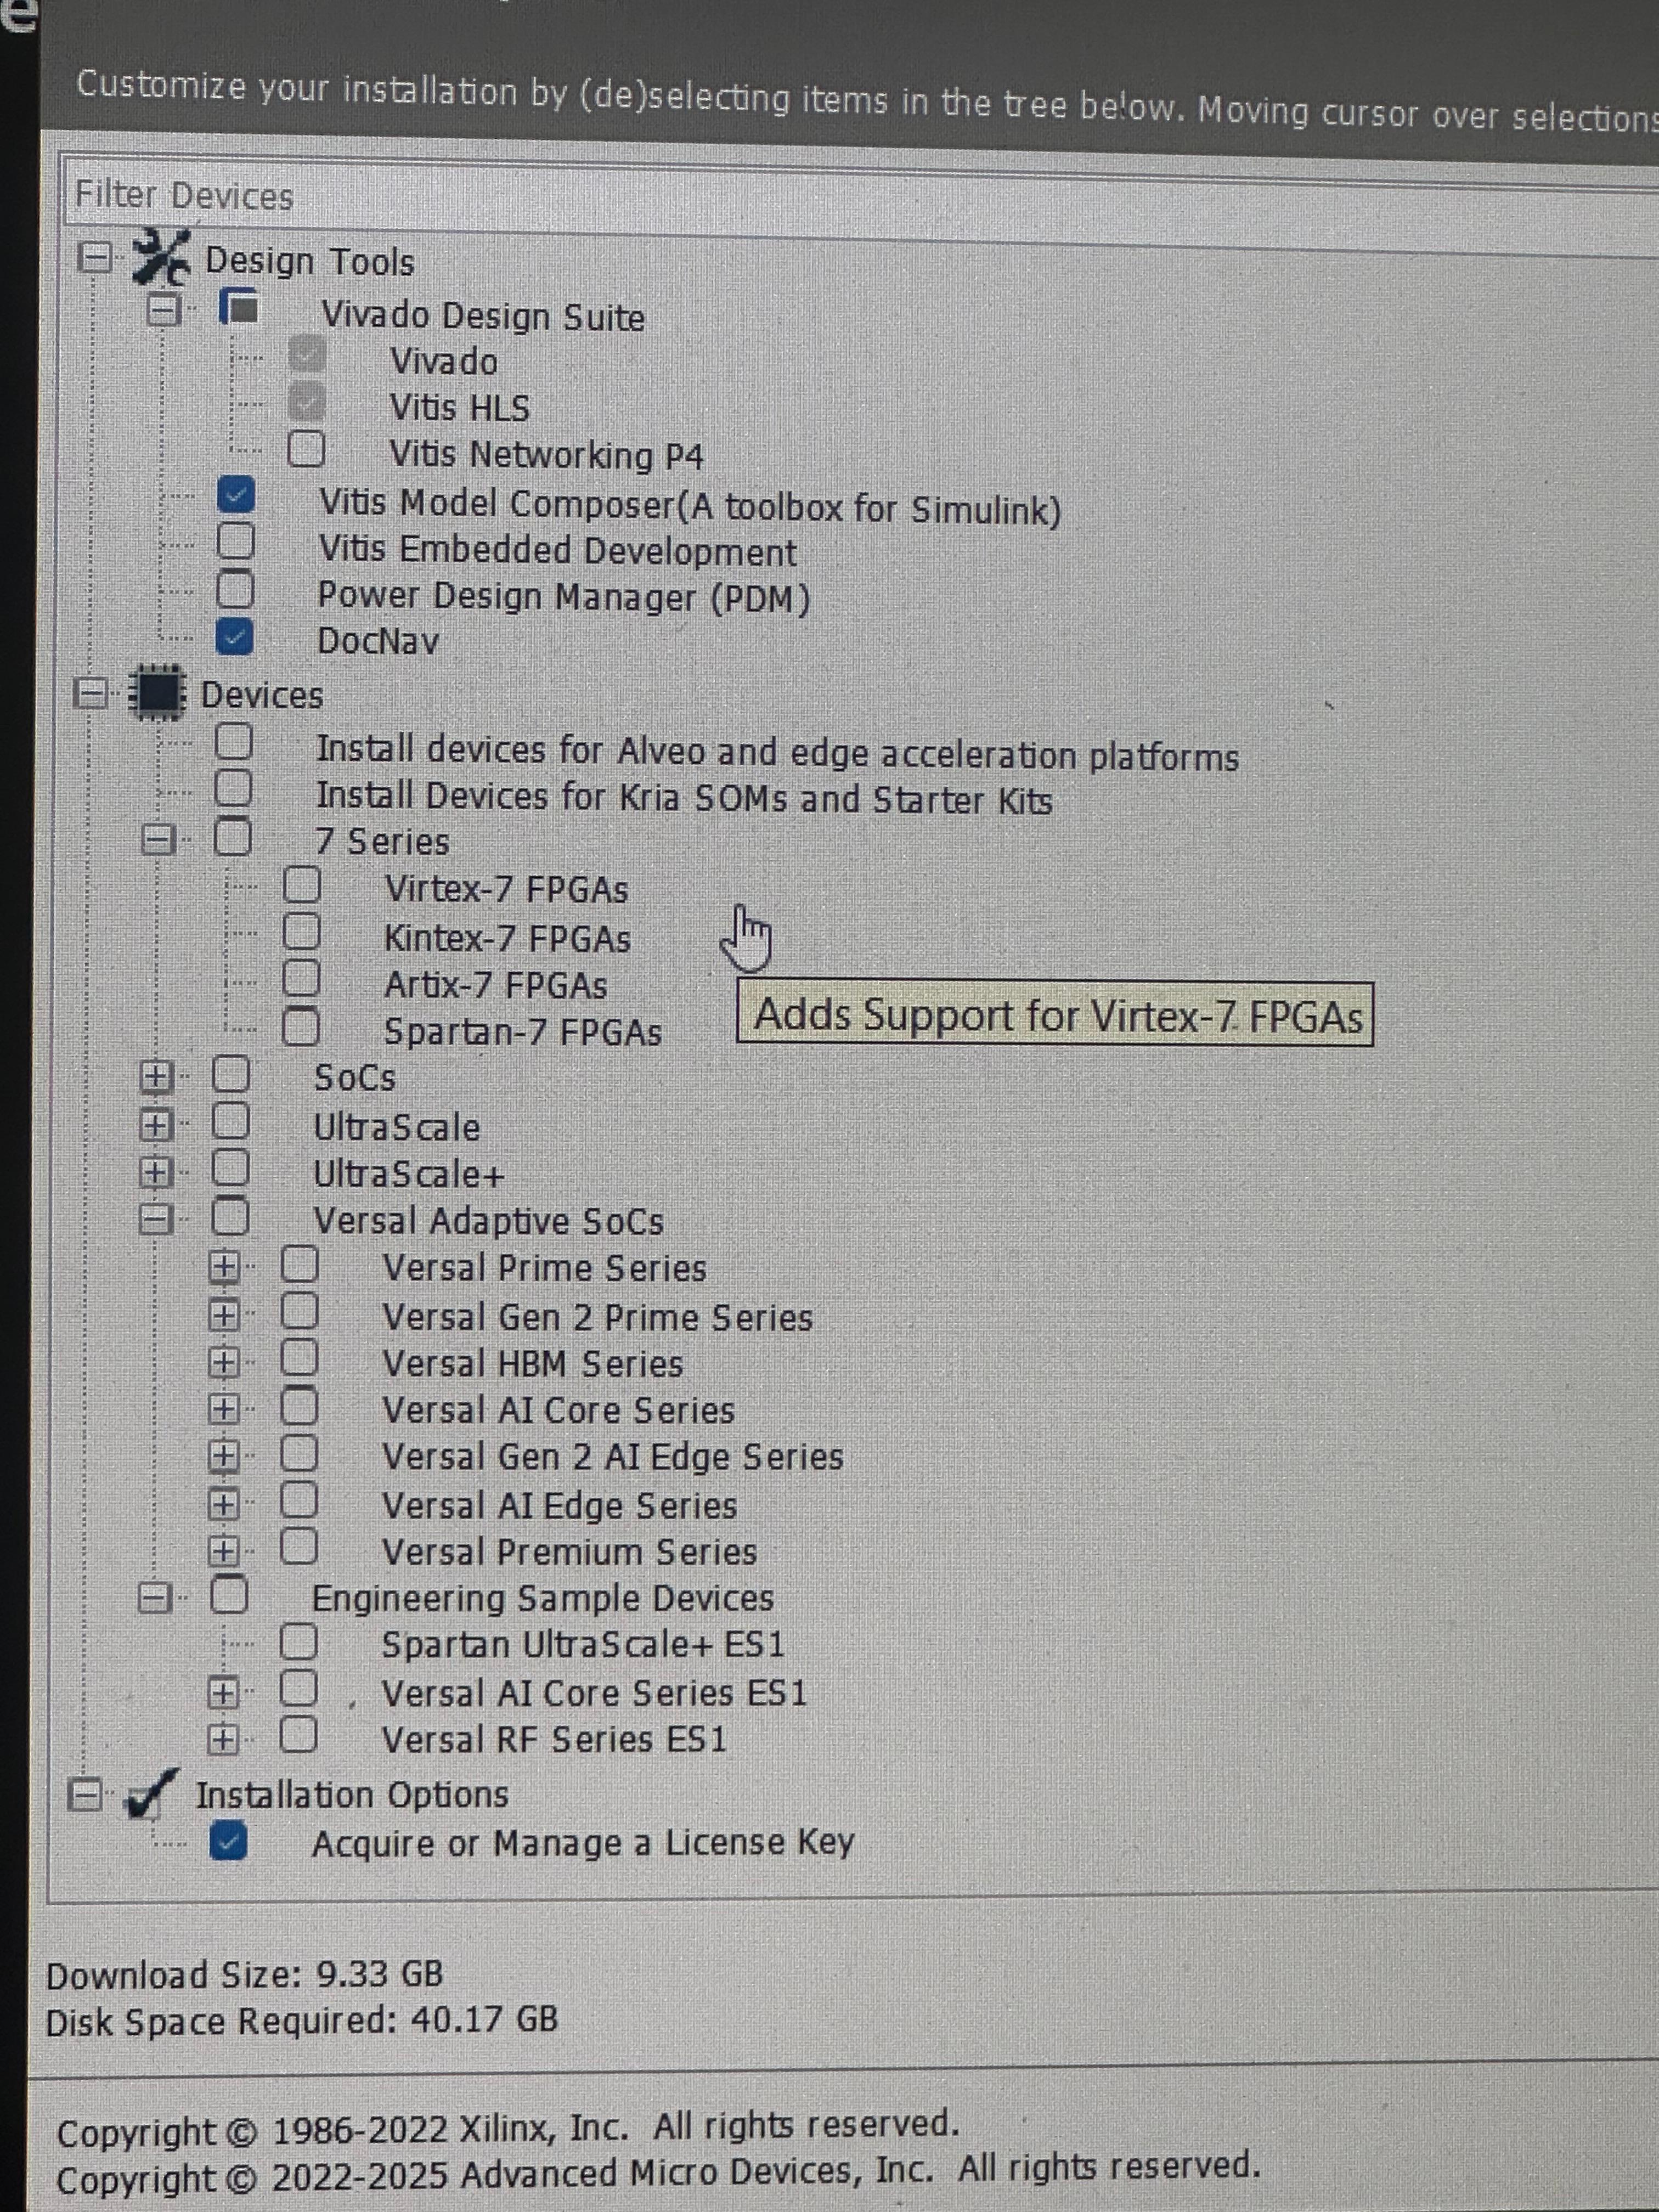 e
Customize your installation by (de)selecting items in the tree below. Moving cursor over selections
Filter Devices
Design Tools
Vivado Design Suite
Vivado
Vitis HLS
Vitis Networking P4
Vitis Model Composer(A toolbox for Simulink)
Vitis Embedded Development
Power Design Manager (PDM)
DocNav
Devices
Install devices for Alveo and edge acceleration platforms
Install Devices for Kria SOMs and Starter Kits
7 Series
Virtex-7 FPGAs
Kintex-7 FPGAs
Artix-7 FPGAs
Adds Support for Virtex-7 FPGAs
Spartan-7 FPGAs
SoCs
UltraScale
UltraScale+
Versal Adaptive SoCs
Versal Prime Series
Versal Gen 2 Prime Series
Versal HBM Series
Versal AI Core Series
Versal Gen 2 AI Edge Series
Versal AI Edge Series
Versal Premium Series
Engineering Sample Devices
Spartan UltraScale+ ES1
Versal AI Core Series ES1
Versal RF Series ES1
Installation Options
Acquire or Manage a License Key
Download Size: 9.33 GB
Disk Space Required: 40.17 GB
Copyright © 1986-2022 Xilinx, Inc. All rights reserved.
Copyright © 2022-2025 Advanced Micro Devices, Inc. All rights reserved.